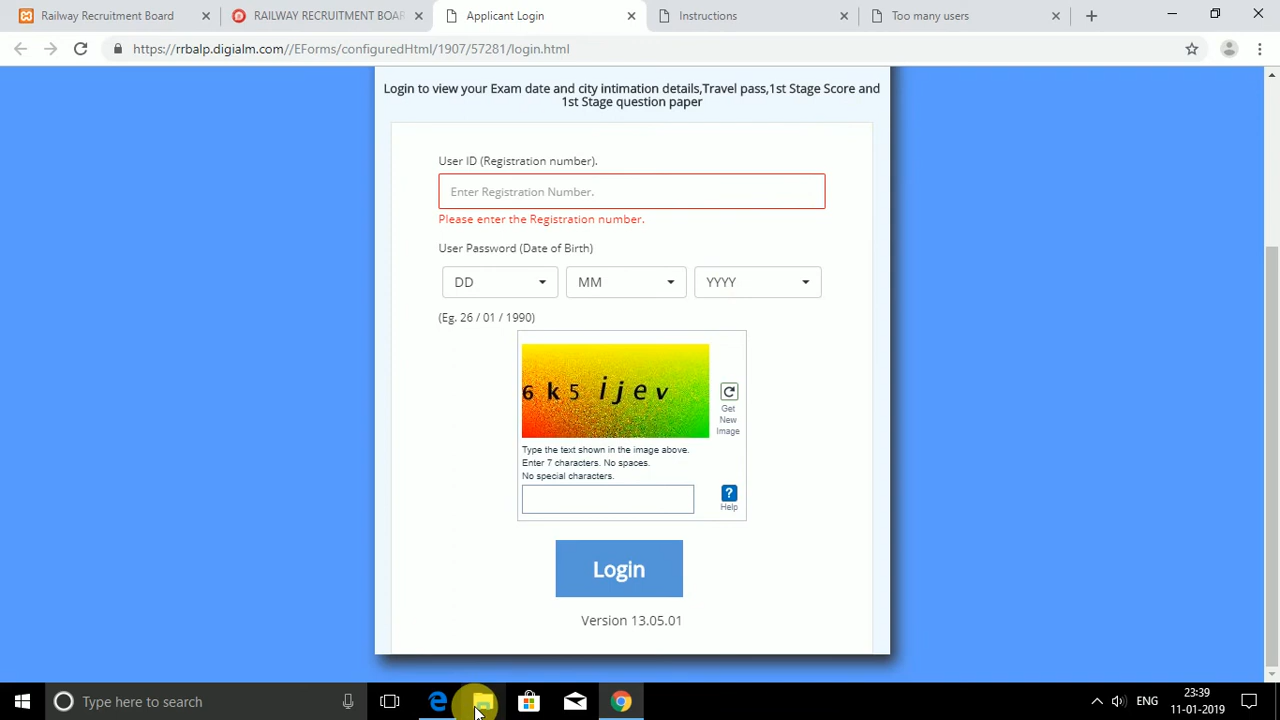 Railway Recruitment Board
RAILWAY RECRUITMENT BOAR
Applicant Login
Instructions
Too many users
https://rrbalp.digialm.com//EForms/configuredHtml/1907/57281/login.html
Login to view your Exam date and city intimation details,Travel pass,1st Stage Score and
1st Stage question paper
User ID (Registration number).
Enter Registration Number.
Please enter the Registration number.
User Password (Date of Birth)
DD
MM
YYYY
(Eg. 26 / 01 / 1990)
6 k 5 i j e v
Get
New
Image
Type the text shown in the image above.
Enter 7 characters. No spaces.
No special characters.
?
Help
Login
Version 13.05.01
Type here to search
ENG
23:39
11-01-2019